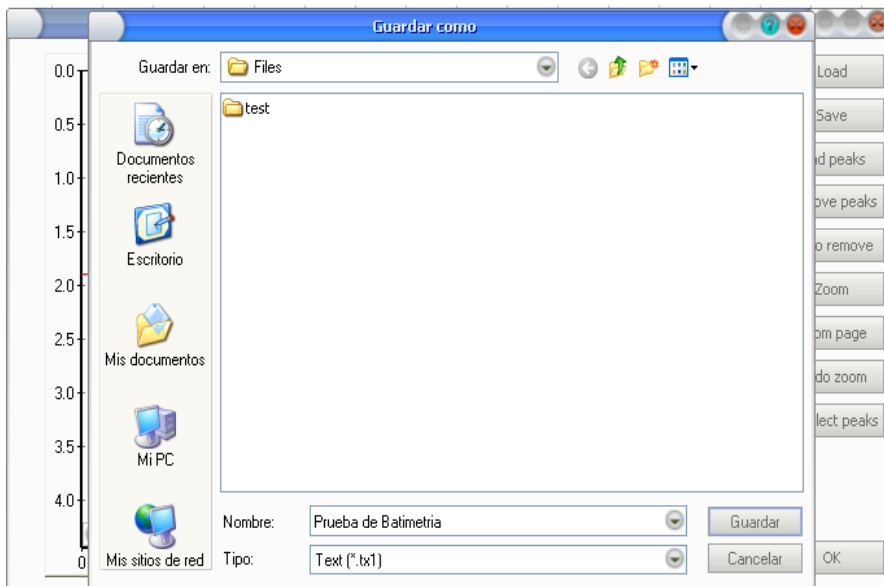 Guardar como
Guardar en:
Files
test
Documentos
recientes
Escritorio
Mis documentos
Mi PC
Mis sitios de red
Nombre:
Prueba de Batimetria
Guardar
Tipo:
Text (*.tx1)
Cancelar
0.0
0.5
1.0
1.5
2.0
2.5
3.0
3.5
4.0
0
Load
Save
d peaks
ove peaks
o remove
Zoom
om page
do zoom
lect peaks
OK